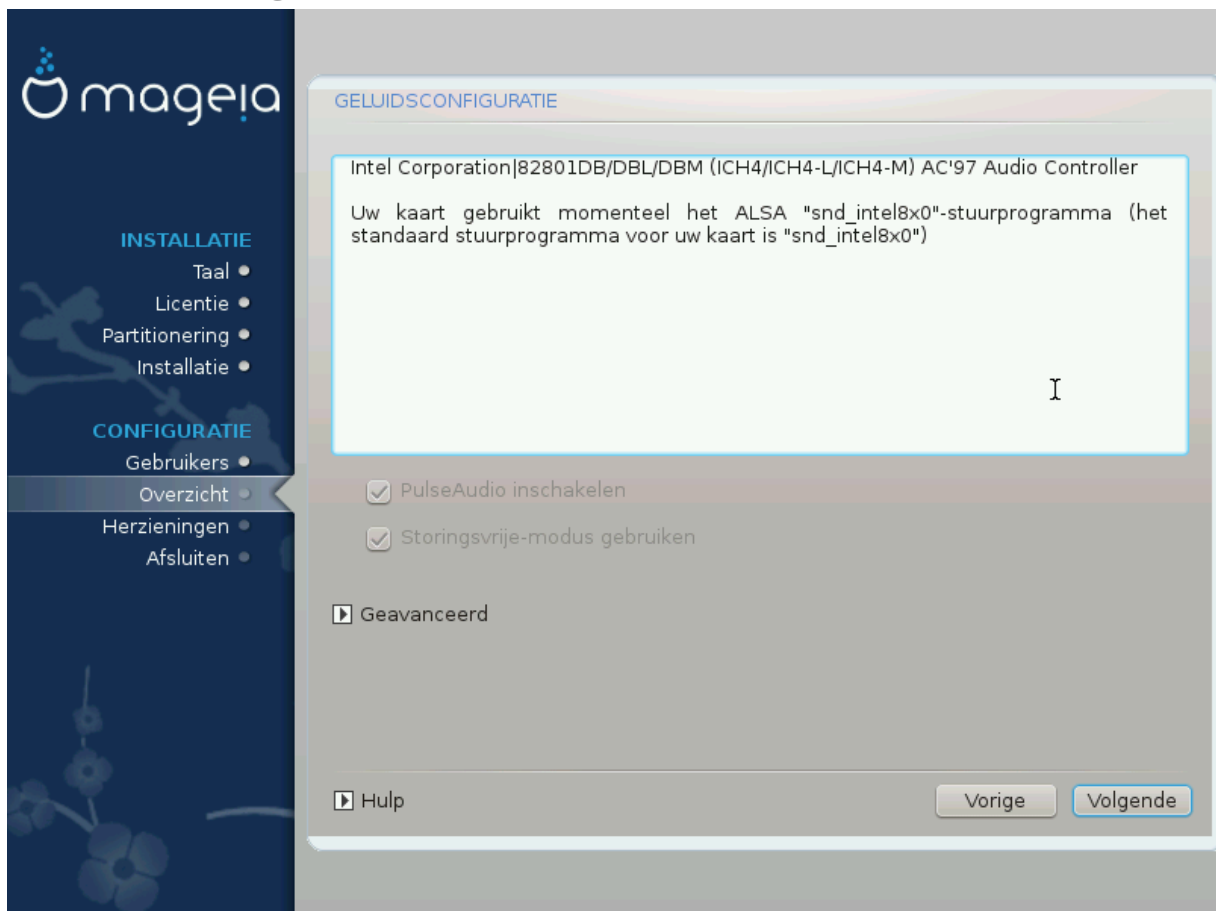 mageia
INSTALLATIE
Taal
Licentie
Partitionering
Installatie
CONFIGURATIE
Gebruikers
Overzicht
Herzieningen
Afsluiten
GELUIDSCONFIGURATIE
Intel Corporation|82801DB/DBL/DBM (ICH4/ICH4-L/ICH4-M) AC'97 Audio Controller
Uw kaart gebruikt momenteel het ALSA "snd_intel8x0"-stuurprogramma (het
standaard stuurprogramma voor uw kaart is "snd_intel8x0")
PulseAudio inschakelen
Storingsvrije-modus gebruiken
Geavanceerd
Hulp
Vorige
Volgende